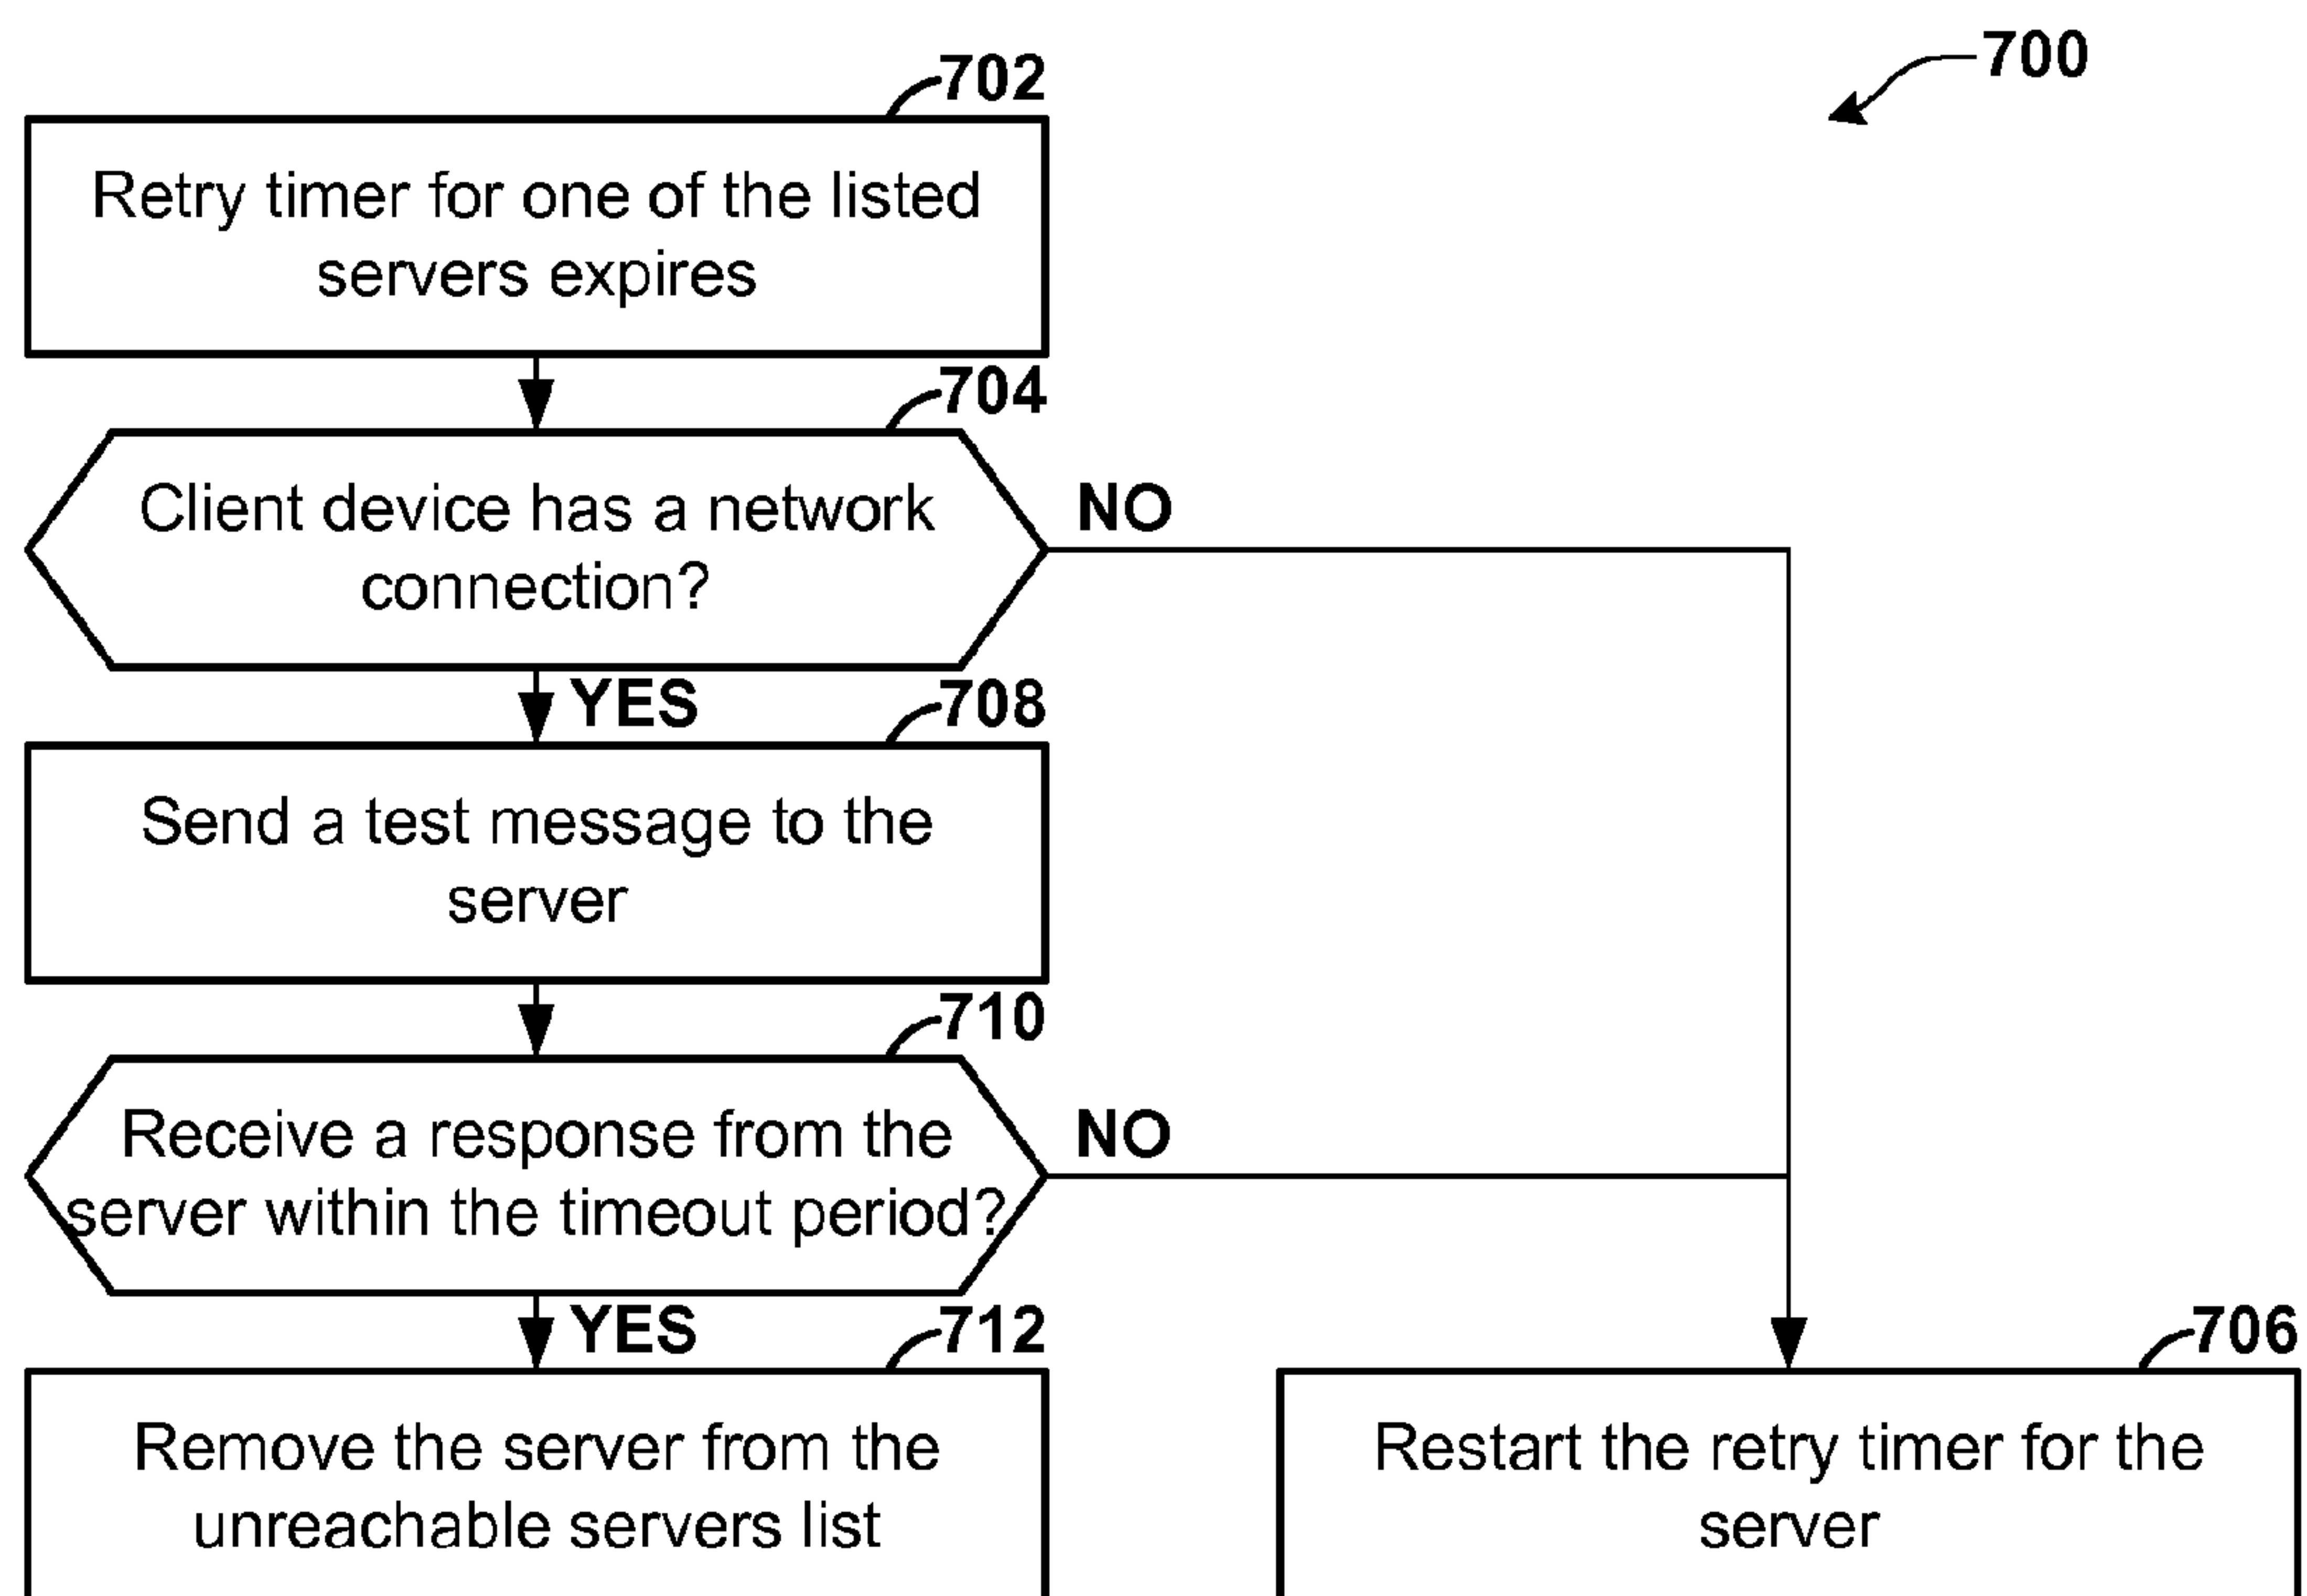 700
702
Retry timer for one of the listed
servers expires
704
Client device has a network
connection?
NO
YES
708
Send a test message to the
server
710
Receive a response from the
server within the timeout period?
NO
YES
712
Remove the server from the
unreachable servers list
706
Restart the retry timer for the
server